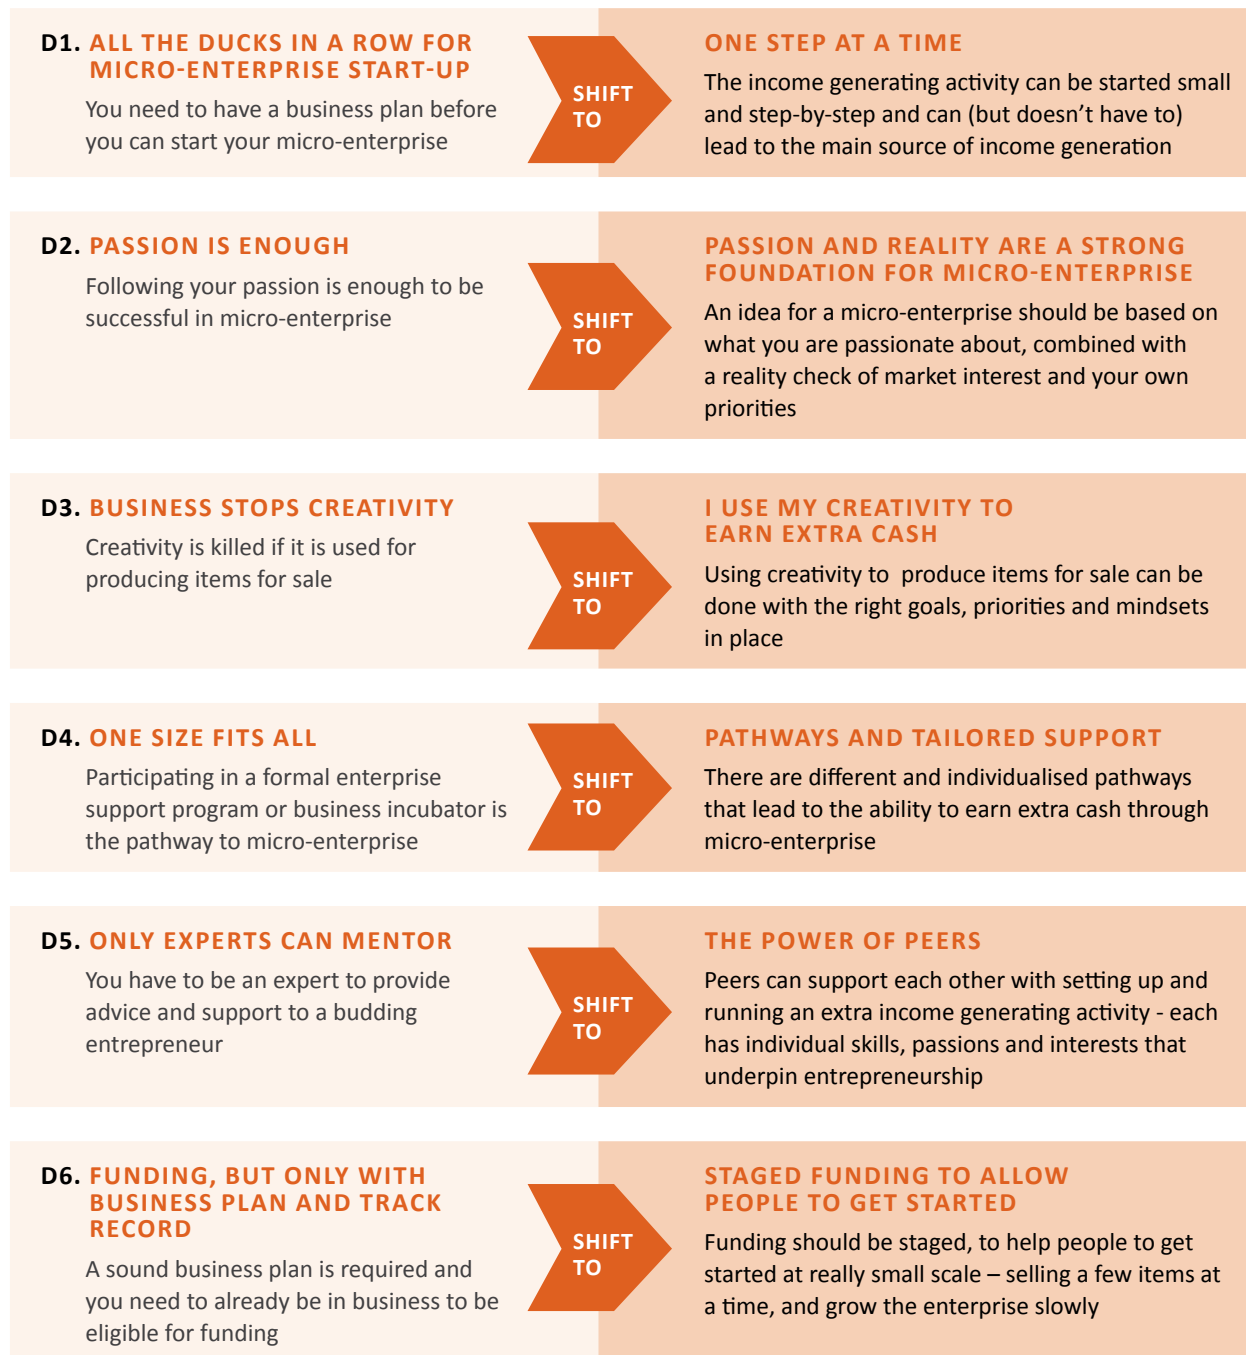 D1. ALL THE DUCKS IN A ROW FOR
MICRO-ENTERPRISE START-UP
You need to have a business plan before
you can start your micro-enterprise
SHIFT
TO
ONE STEP AT A TIME
The income generating activity can be started small
and step-by-step and can (but doesn’t have to)
lead to the main source of income generation
D2. PASSION IS ENOUGH
Following your passion is enough to be
successful in micro-enterprise
SHIFT
TO
PASSION AND REALITY ARE A STRONG
FOUNDATION FOR MICRO-ENTERPRISE
An idea for a micro-enterprise should be based on
what you are passionate about, combined with
a reality check of market interest and your own
priorities
D3. BUSINESS STOPS CREATIVITY
Creativity is killed if it is used for
producing items for sale
SHIFT
TO
I USE MY CREATIVITY TO
EARN EXTRA CASH
Using creativity to  produce items for sale can be
done with the right goals, priorities and mindsets
in place
D4. ONE SIZE FITS ALL
Participating in a formal enterprise
support program or business incubator is
the pathway to micro-enterprise
SHIFT
TO
PATHWAYS AND TAILORED SUPPORT
There are different and individualised pathways
that lead to the ability to earn extra cash through
micro-enterprise
D5. ONLY EXPERTS CAN MENTOR
You have to be an expert to provide
advice and support to a budding
entrepreneur
SHIFT
TO
THE POWER OF PEERS
Peers can support each other with setting up and
running an extra income generating activity - each
has individual skills, passions and interests that
underpin entrepreneurship
D6. FUNDING, BUT ONLY WITH
BUSINESS PLAN AND TRACK
RECORD
A sound business plan is required and
you need to already be in business to be
eligible for funding
SHIFT
TO
STAGED FUNDING TO ALLOW
PEOPLE TO GET STARTED
Funding should be staged, to help people to get
started at really small scale – selling a few items at
a time, and grow the enterprise slowly